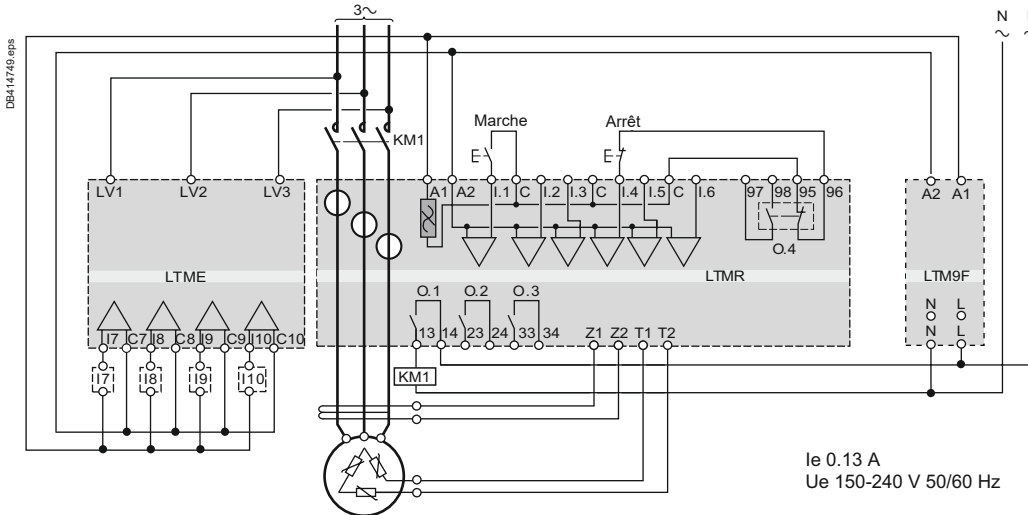 3~
N
~
~
DB414749.eps
Marche
Arrêt
KM1
LV1 LV2 LV3
A1 A2 I.1 C I.2 I.3 C I.4 I.5 C I.6 97 98 95 96
A2 A1
O.4
LTME
LTMR
LTM9F
O.1 O.2 O.3
N L
I7 C7 I8 C8 I9 C9 I10 C10
13 14 23 24 33 34 Z1 Z2 T1 T2
N L
I7 I8 I9 I10
KM1
Ie 0.13 A
Ue 150-240 V 50/60 Hz